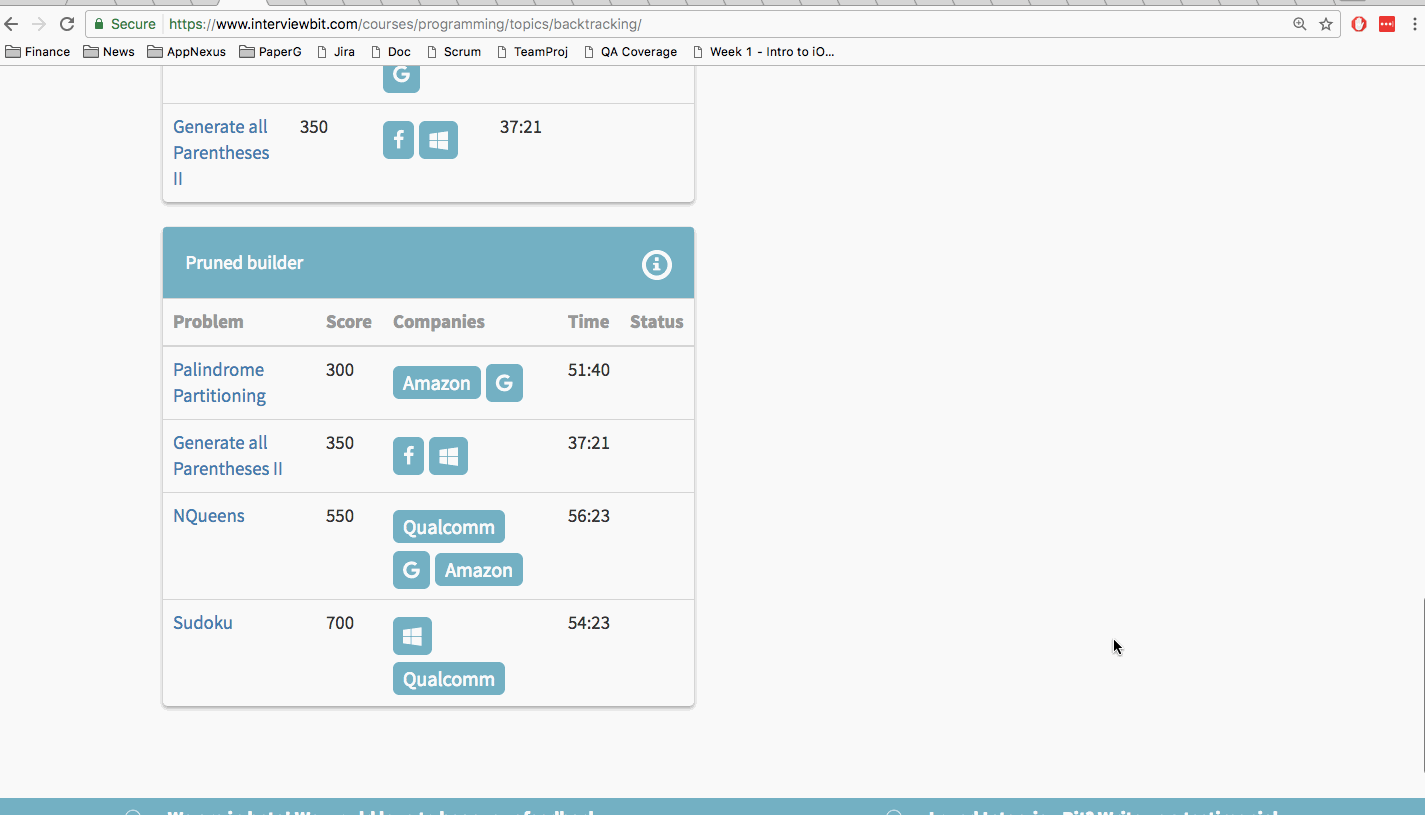 Secure https://www.interviewbit.com/courses/programming/topics/backtracking/
Finance News AppNexus PaperG Jira Doc Scrum TeamProj QA Coverage Week 1 - Intro to iO...
G
Generate all 350 f 37:21
Parentheses
II
Pruned builder
Problem Score Companies Time Status
Palindrome 300 Amazon G 51:40
Partitioning
Generate all 350 f 37:21
Parentheses II
NQueens 550 Qualcomm 56:23
G Amazon
Sudoku 700 54:23
Qualcomm